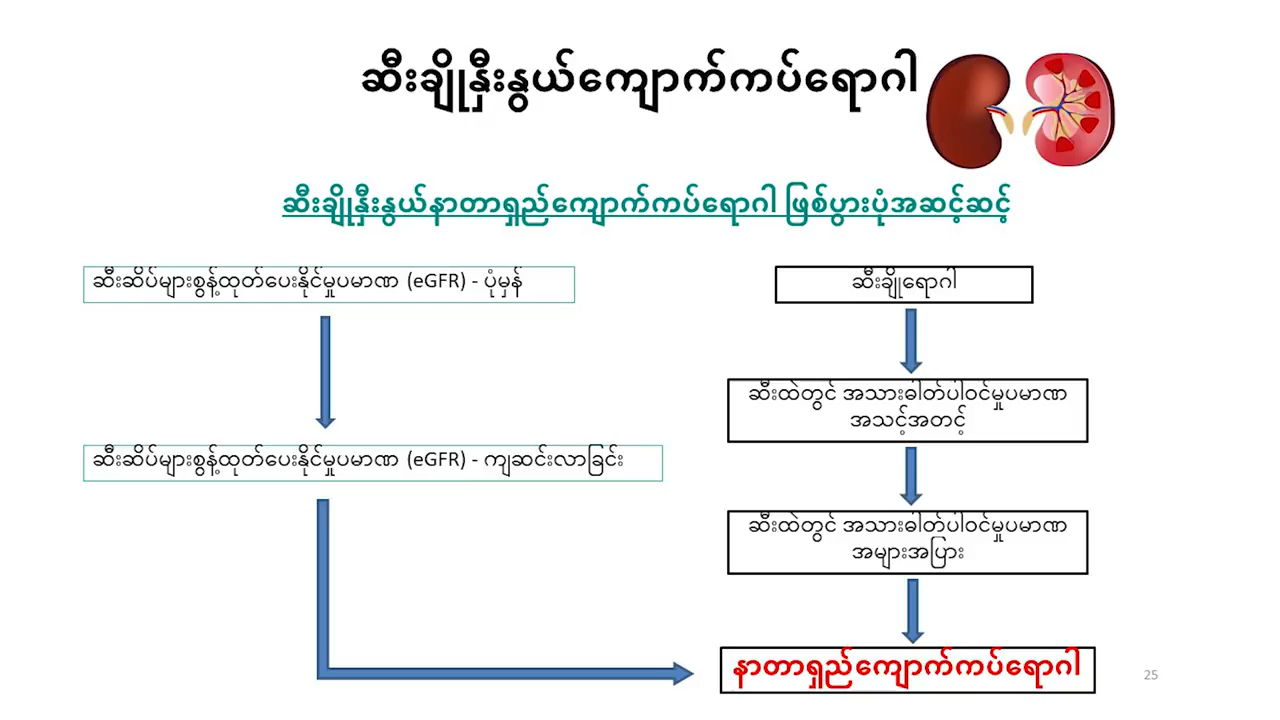 ဆီးချိုနှီးနွယ်ကျောက်ကပ်ရောဂါ
ဆီးချိုနှီးနွယ်နာတာရှည်ကျောက်ကပ်ရောဂါ ဖြစ်ပွားပုံအဆင့်ဆင့်
ဆီးဆိပ်များစွန့်ထုတ်ပေးနိုင်မှုပမာဏ (eGFR) - ပုံမှန်
ဆီးဆိပ်များစွန့်ထုတ်ပေးနိုင်မှုပမာဏ (eGFR) - ကျဆင်းလာခြင်း
ဆီးချိုရောဂါ
ဆီးထဲတွင် အသားဓါတ်ပါဝင်မှုပမာဏ
အသင့်အတင့်
ဆီးထဲတွင် အသားဓါတ်ပါဝင်မှုပမာဏ
အများအပြား
နာတာရှည်ကျောက်ကပ်ရောဂါ
25